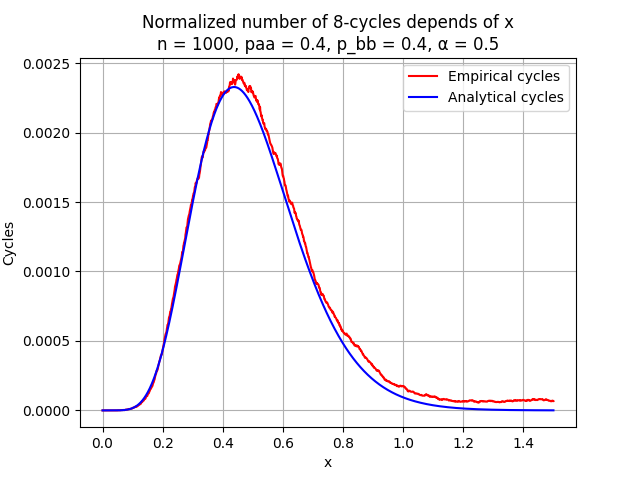 Normalized number of 8-cycles depends of x
n = 1000, paa = 0.4, p_bb = 0.4, α = 0.5
Empirical cycles
Analytical cycles
0.0025
0.0020
0.0015
0.0010
0.0005
0.0000
Cycles
0.0 0.2 0.4 0.6 0.8 1.0 1.2 1.4
x